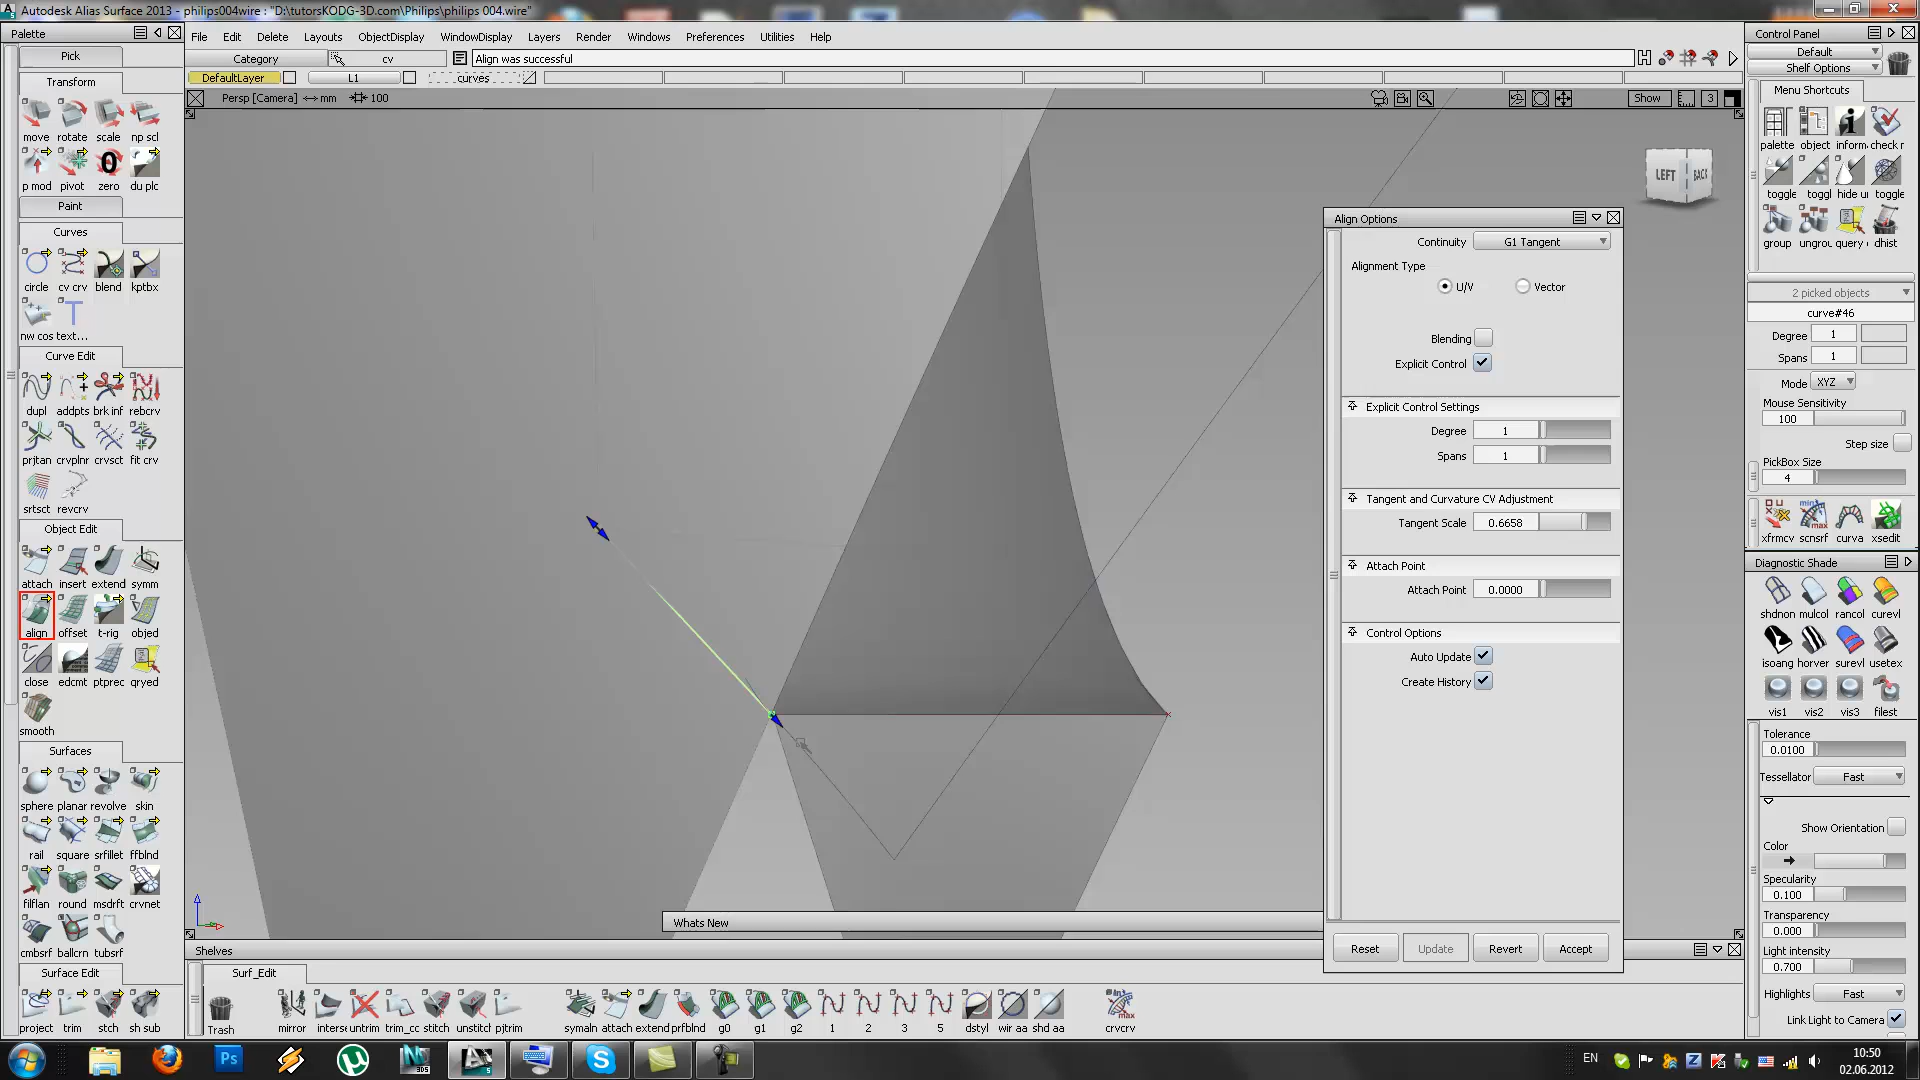 Autodesk Alias Surface 2013 - philips004wire : "D:\tutorsKODG-3D.com\Philips\philips 004.wire"
Palette
File Edit Delete Layouts ObjectDisplay WindowDisplay Layers Render Windows Preferences Utilities Help
Control Panel
Pick
Category cv Align was successful
Default
Shelf Options
Transform
DefaultLayer L1 curves
Menu Shortcuts
Persp [Camera] mm 100
Show 3
move rotate scale np scl
palette object inform check r
p mod pivot zero du plc
toggle toggl hide u toggle
Paint
LEFT BACK
Curves
group ungrou query dhist
circle cv crv blend kptbx
nw cos text...
2 picked objects
curve#46
Degree 1
Spans 1
Mode XYZ
Mouse Sensitivity
100
Step size
PickBox Size
4
Curve Edit
dupl addpts brk inf rebcrv
prjtan crvplnr crvsct fit crv
srtsct revcrv
xfrmcv scnsrf curva xsedit
Object Edit
attach insert extend symm
align offset t-rig objed
close edcmt ptprec qryed
smooth
Align Options
Continuity G1 Tangent
Alignment Type
U/V Vector
Blending
Explicit Control
Explicit Control Settings
Degree 1
Spans 1
Tangent and Curvature CV Adjustment
Tangent Scale 0.6658
Attach Point
Attach Point 0.0000
Control Options
Auto Update
Create History
Reset Update Revert Accept
Diagnostic Shade
shdnon mulcol rancol curevl
isoang horver surevl usetex
vis1 vis2 vis3 filest
Tolerance
0.0100
Tessellator Fast
Show Orientation
Color
Specularity
0.100
Transparency
0.000
Light intensity
0.700
Highlights Fast
Link Light to Camera
Surfaces
sphere planar revolve skin
rail square srfillet ffblnd
filflan round msdrft crvnet
cmbsrf ballcrn tubsrf
Surface Edit
project trim stch sh sub
Whats New
Shelves
Surf_Edit
Trash mirror interse untrim trim_cc stitch unstitch pjtrim symaln attach extend prfblnd g0 g1 g2 1 2 3 5 dstyl wir aa shd aa crvcrv
EN 10:50
02.06.2012